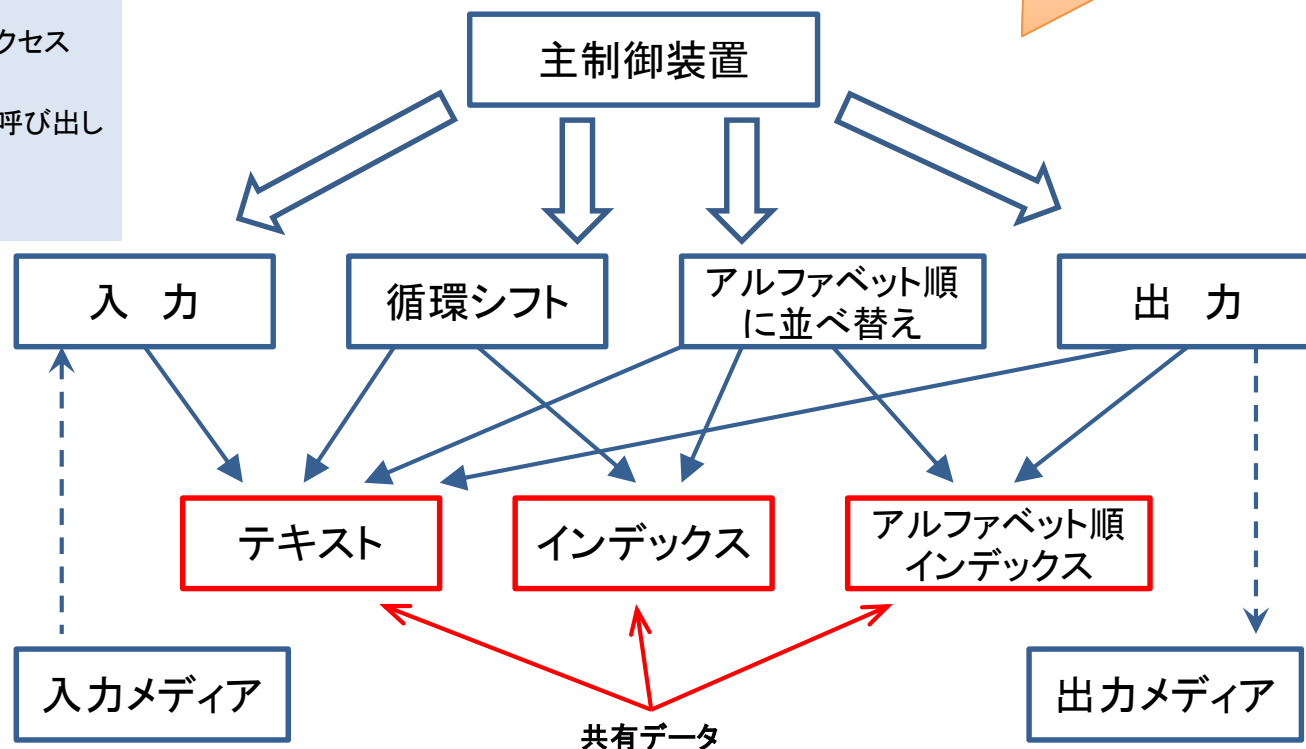 クセス
呼び出し
主制御装置
入 力
循環シフト
アルファベット順
に並べ替え
出 力
テキスト
インデックス
アルファベット順
インデックス
入力メディア
出力メディア
共有データ